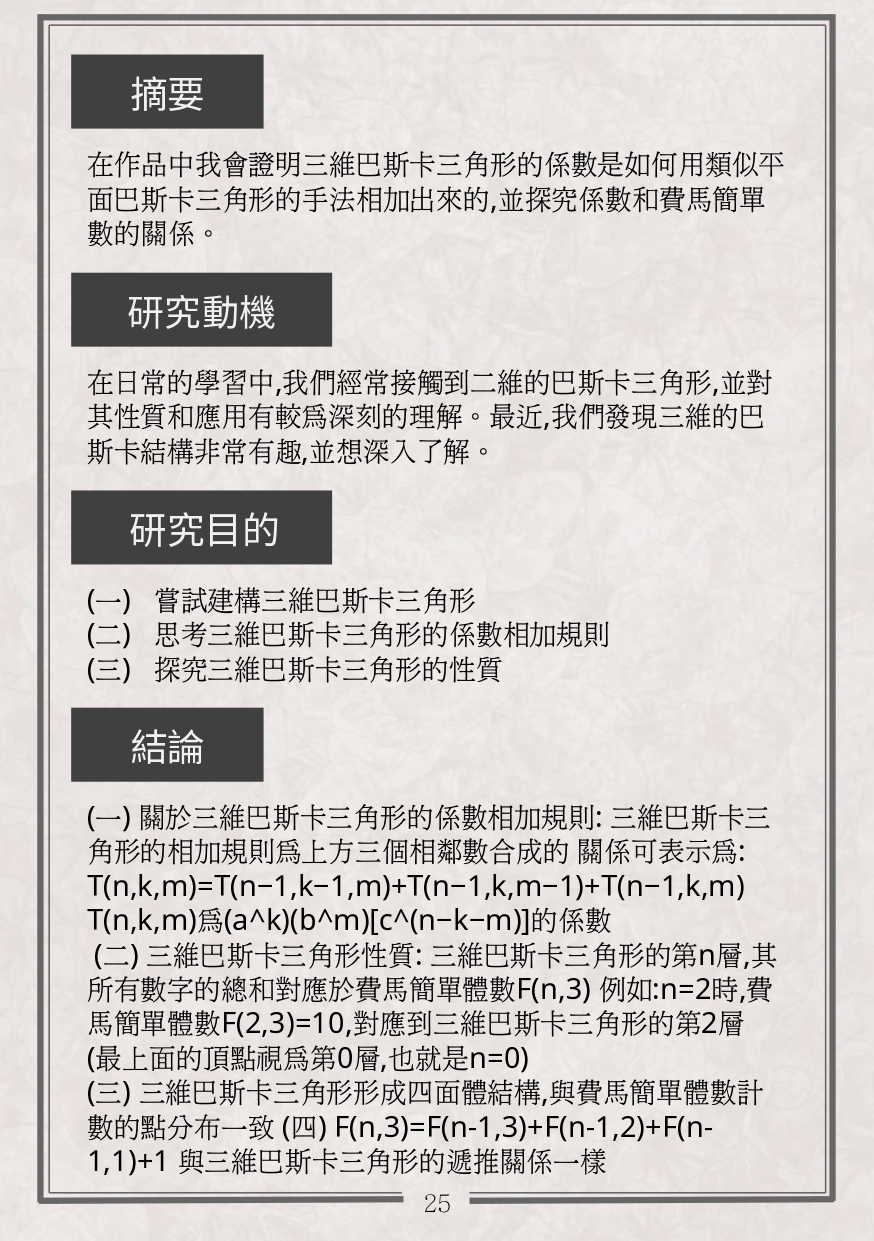 摘要
在作品中我會證明三維巴斯卡三角形的係數是如何用類似平
面巴斯卡三角形的手法相加出來的,並探究係數和費馬簡單
數的關係。
研究動機
在日常的學習中,我們經常接觸到二維的巴斯卡三角形,並對
其性質和應用有較為深刻的理解。最近,我們發現三維的巴
斯卡結構非常有趣,並想深入了解。
研究目的
(一) 嘗試建構三維巴斯卡三角形
(二) 思考三維巴斯卡三角形的係數相加規則
(三) 探究三維巴斯卡三角形的性質
結論
(一) 關於三維巴斯卡三角形的係數相加規則: 三維巴斯卡三
角形的相加規則為上方三個相鄰數合成的 關係可表示為:
T(n,k,m)=T(n−1,k−1,m)+T(n−1,k,m−1)+T(n−1,k,m)
T(n,k,m)為(a^k)(b^m)[c^(n−k−m)]的係數
(二) 三維巴斯卡三角形性質: 三維巴斯卡三角形的第n層,其
所有數字的總和對應於費馬簡單體數F(n,3) 例如:n=2時,費
馬簡單體數F(2,3)=10,對應到三維巴斯卡三角形的第2層
(最上面的頂點視為第0層,也就是n=0)
(三) 三維巴斯卡三角形形成四面體結構,與費馬簡單體數計
數的點分布一致 (四) F(n,3)=F(n-1,3)+F(n-1,2)+F(n-
1,1)+1 與三維巴斯卡三角形的遞推關係一樣
25